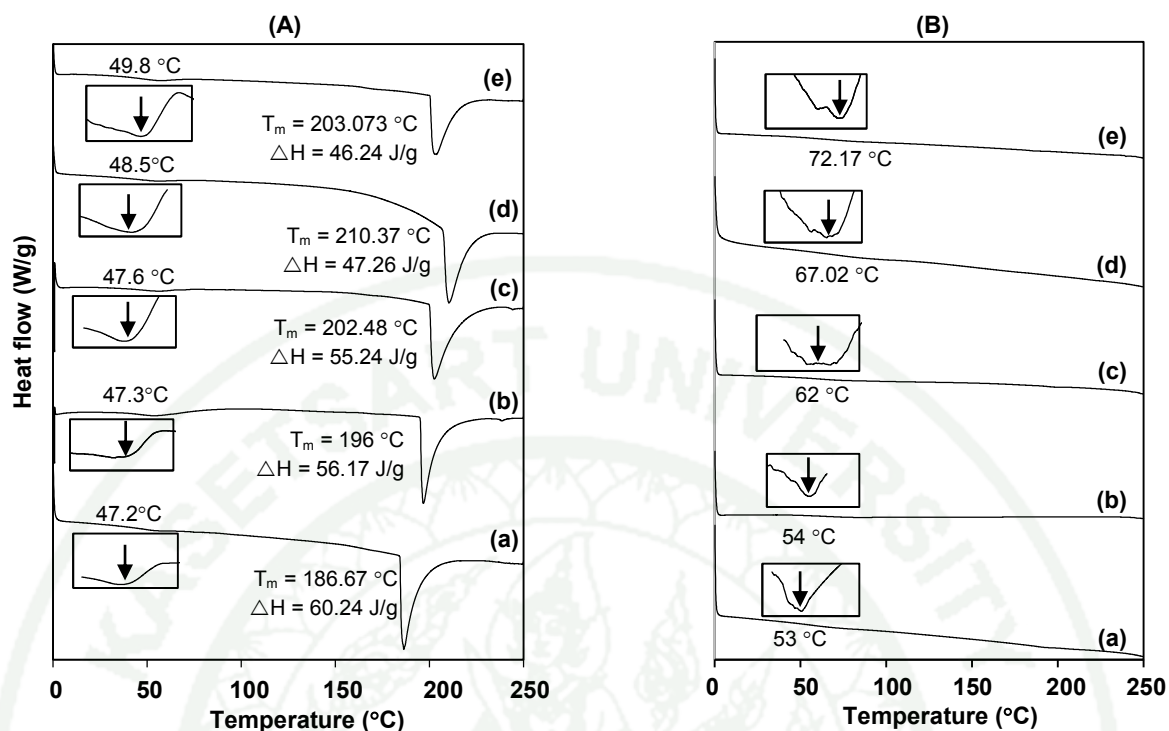 (A)
49.8 °C
(e)
Tm = 203.073 °C
△H = 46.24 J/g
48.5°C
(d)
Tm = 210.37 °C
△H = 47.26 J/g
47.6 °C
(c)
Tm = 202.48 °C
△H = 55.24 J/g
47.3°C
(b)
Tm = 196 °C
△H = 56.17 J/g
47.2°C
(a)
Tm = 186.67 °C
△H = 60.24 J/g
Heat flow (W/g)
0 50 100 150 200 250
Temperature (°C)
(B)
(e)
72.17 °C
(d)
67.02 °C
(c)
62 °C
(b)
54 °C
(a)
53 °C
0 50 100 150 200 250
Temperature (°C)
KASETSART UNIVERSITY